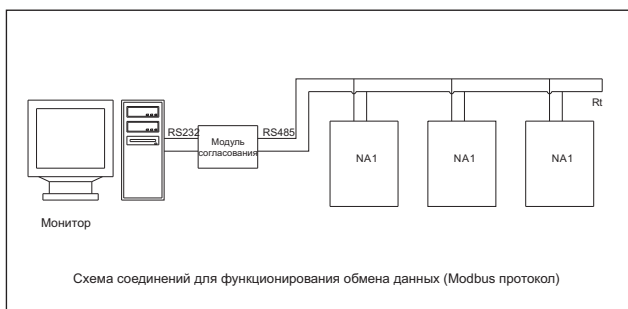 RS232
RS485
Модуль
согласования
Rt
NA1
NA1
NA1
Монитор
Схема соединений для функционирования обмена данных (Modbus протокол)